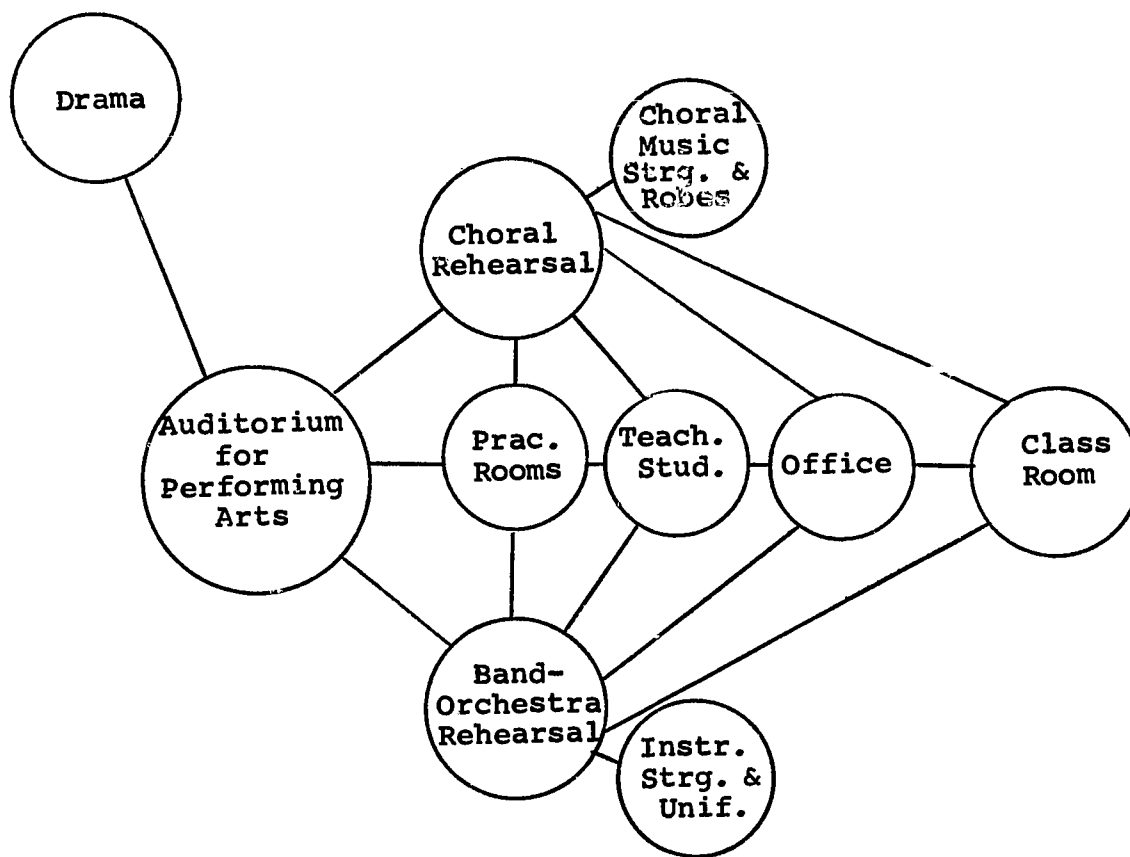 Drama
Choral
Music
Strg. &
Robes
Choral
Rehearsal
Auditorium
for
Performing
Arts
Prac.
Rooms
Teach.
Stud.
Office
Class
Room
Band-
Orchestra
Rehearsal
Instr.
Strg. &
Unif.